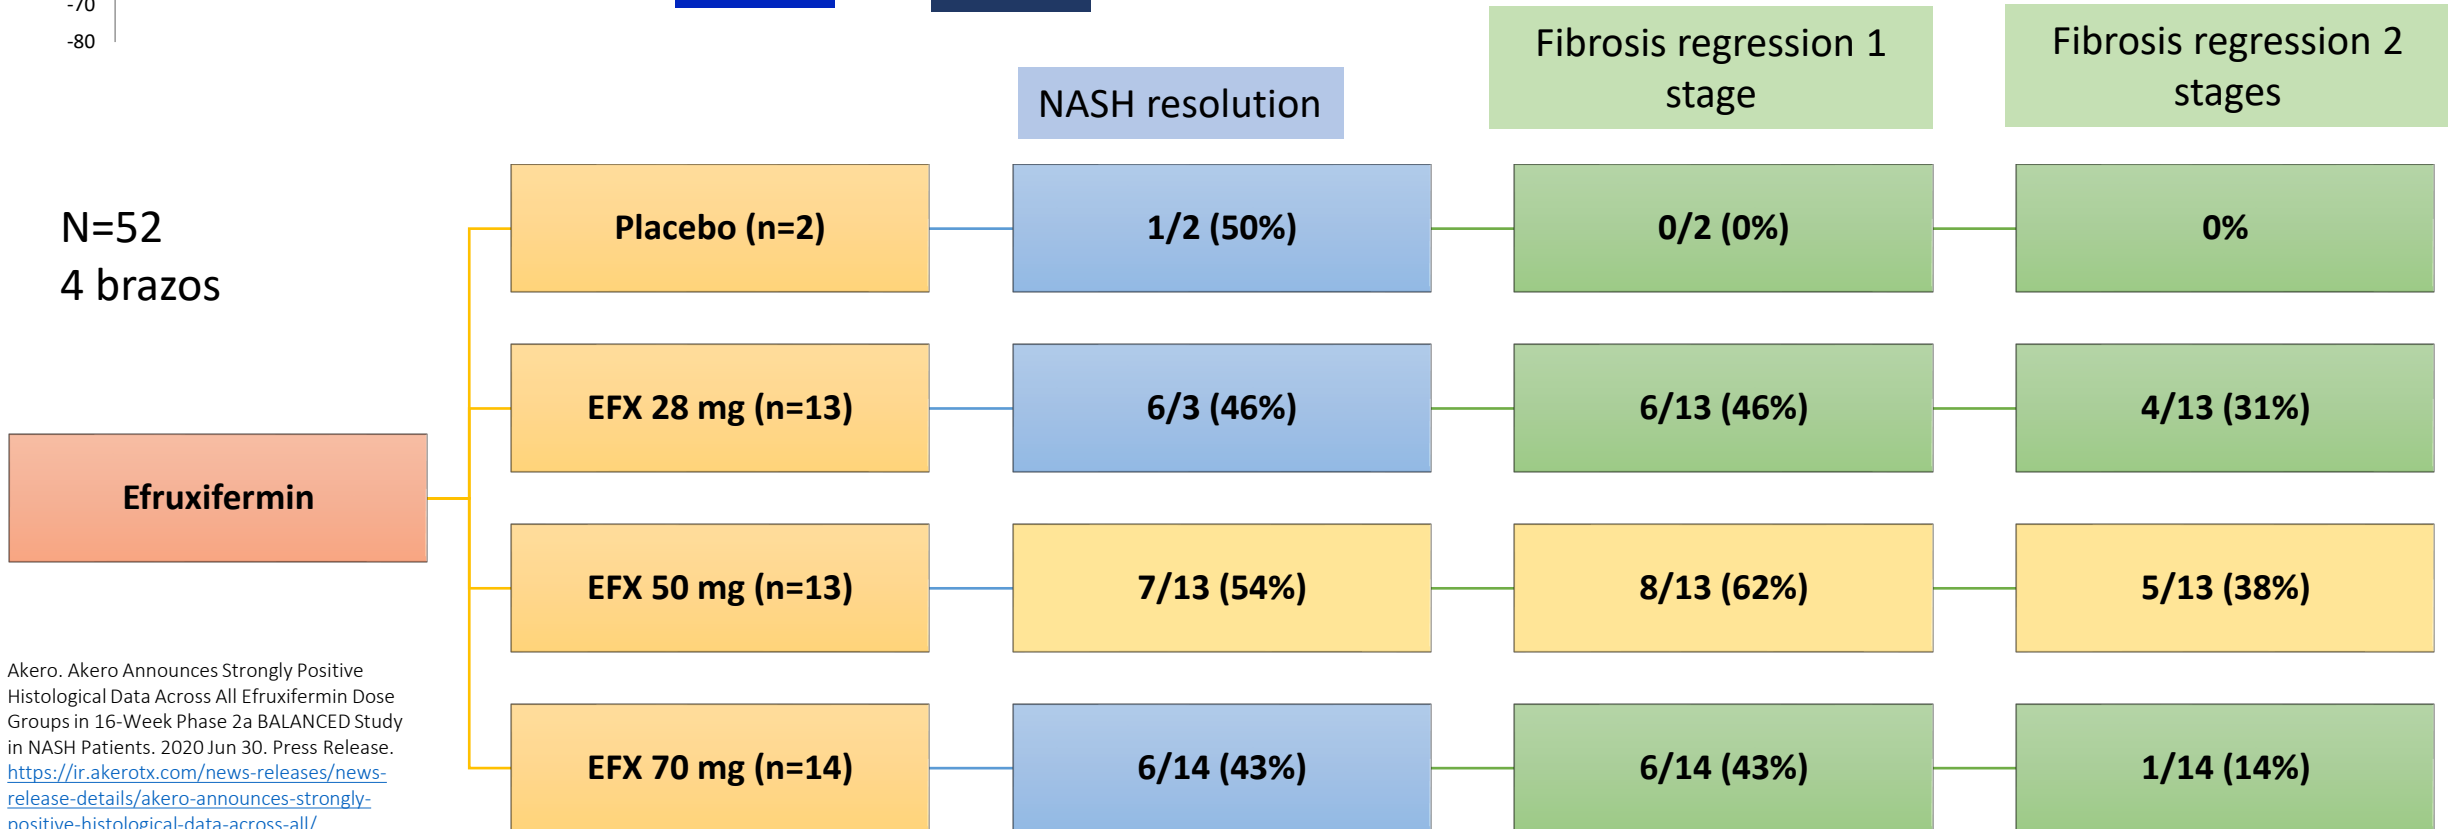 -70
-80
Fibrosis regression 1
stage
Fibrosis regression 2
stages
NASH resolution
N=52
4 brazos
Placebo (n=2)
1/2 (50%)
0/2 (0%)
0%
EFX 28 mg (n=13)
6/3 (46%)
6/13 (46%)
4/13 (31%)
Efruxifermin
EFX 50 mg (n=13)
7/13 (54%)
8/13 (62%)
5/13 (38%)
EFX 70 mg (n=14)
6/14 (43%)
6/14 (43%)
1/14 (14%)
Akero. Akero Announces Strongly Positive
Histological Data Across All Efruxifermin Dose
Groups in 16-Week Phase 2a BALANCED Study
in NASH Patients. 2020 Jun 30. Press Release.
https://ir.akerotx.com/news-releases/news-
release-details/akero-announces-strongly-
positive-histological-data-across-all/